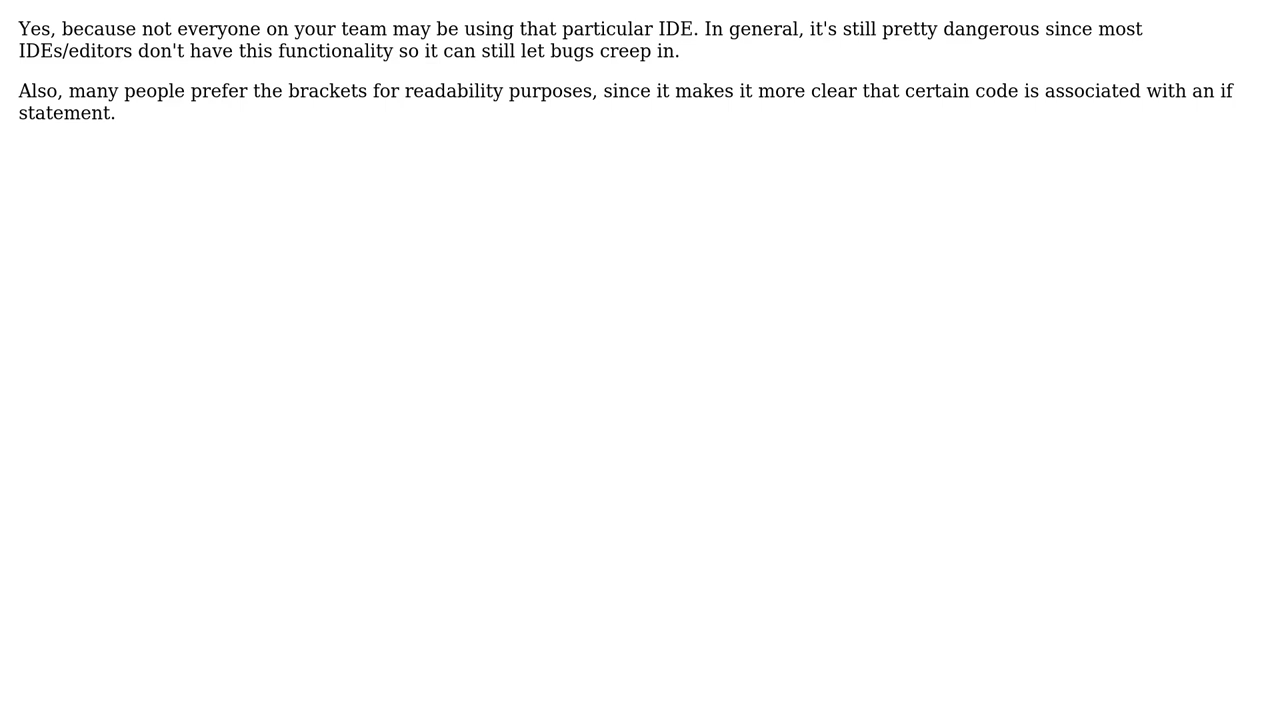 Yes, because not everyone on your team may be using that particular IDE. In general, it's still pretty dangerous since most
IDEs/editors don't have this functionality so it can still let bugs creep in.
Also, many people prefer the brackets for readability purposes, since it makes it more clear that certain code is associated with an if
statement.